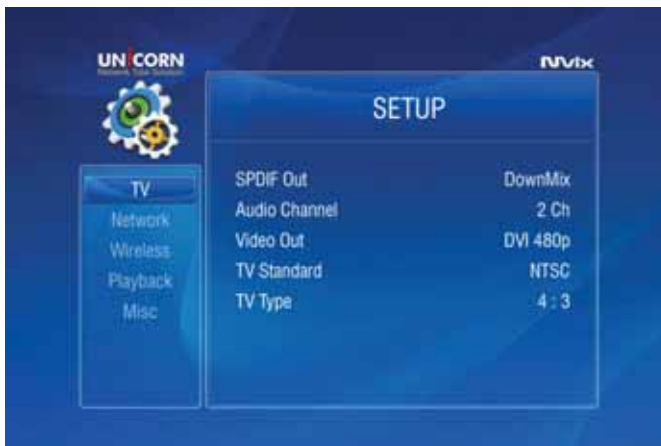 UNiCORN
NVix
SETUP
TV
Network
Wireless
Playback
Misc
SPDIF Out DownMix
Audio Channel 2 Ch
Video Out DVI 480p
TV Standard NTSC
TV Type 4 : 3